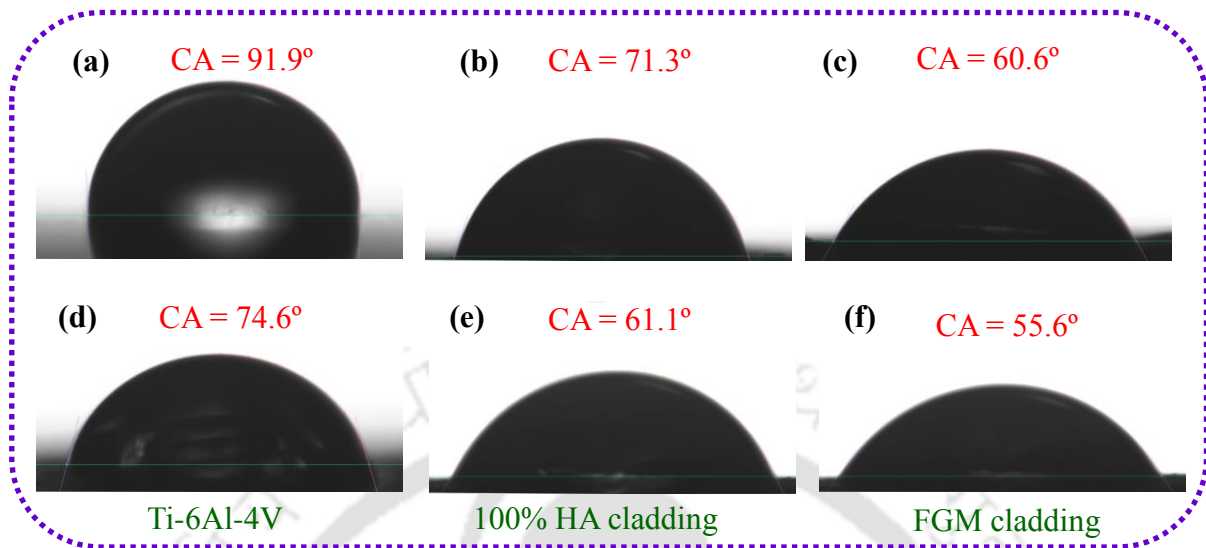 (a) CA = 91.9º
(b) CA = 71.3º
(c) CA = 60.6º
(d) CA = 74.6º
(e) CA = 61.1º
(f) CA = 55.6º
Ti-6Al-4V
100% HA cladding
FGM cladding